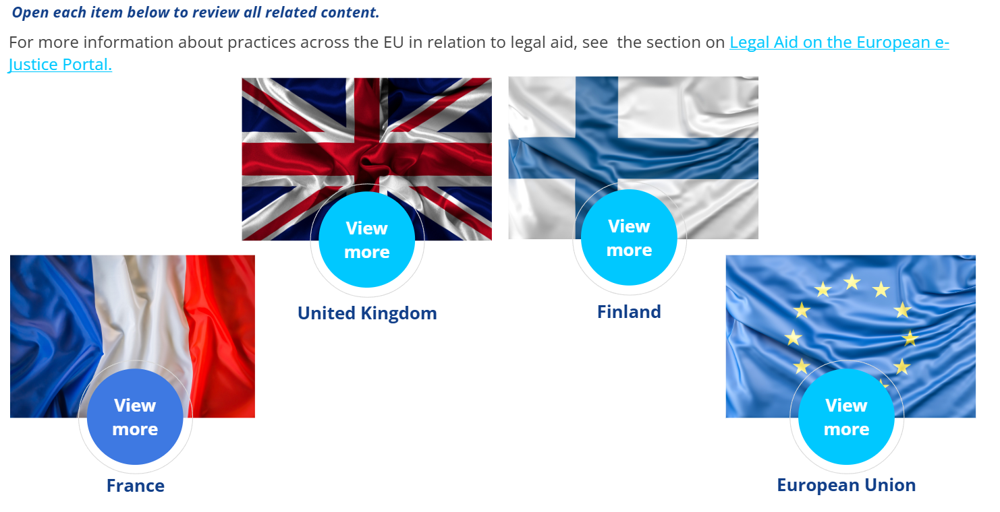 Open each item below to review all related content.
For more information about practices across the EU in relation to legal aid, see  the section on Legal Aid on the European e-
Justice Portal.
View
more
United Kingdom
View
more
Finland
View
more
France
View
more
European Union